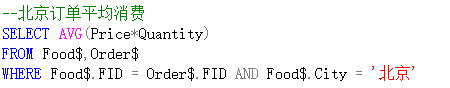 --北京订单平均消费
SELECT AVG(Price*Quantity)
FROM Food$,Order$
WHERE Food$.FID = Order$.FID AND Food$.City = '北京'